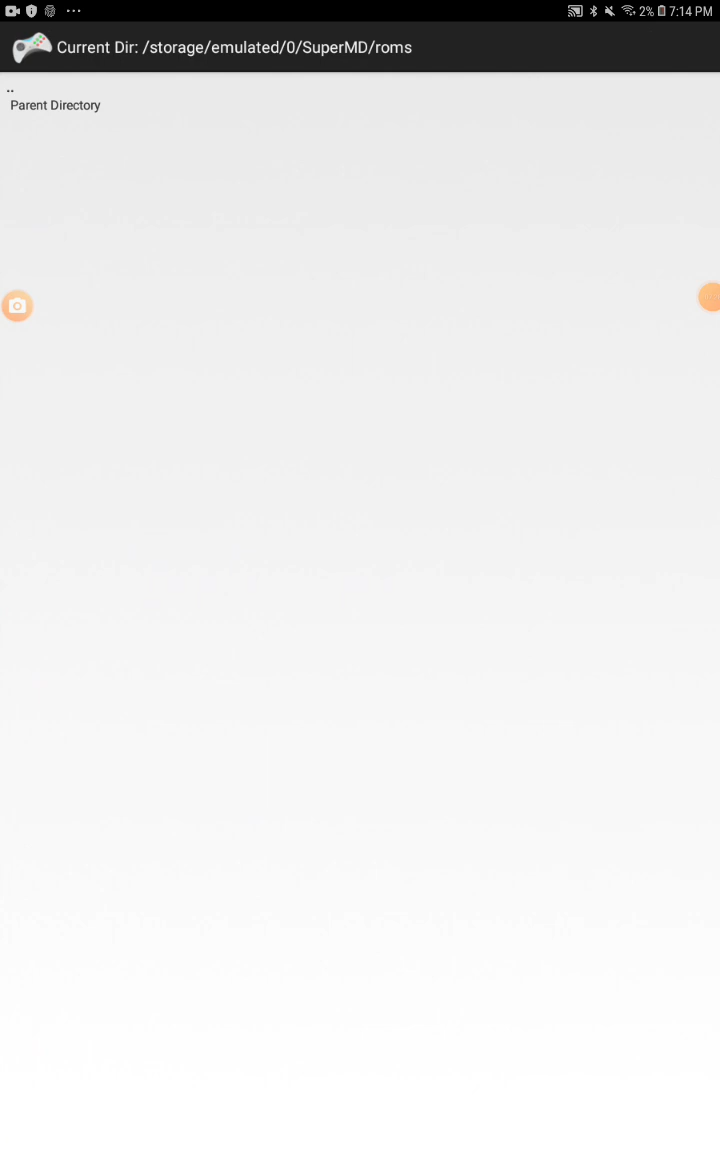 2% 7:14 PM
Current Dir: /storage/emulated/0/SuperMD/roms
..
Parent Directory